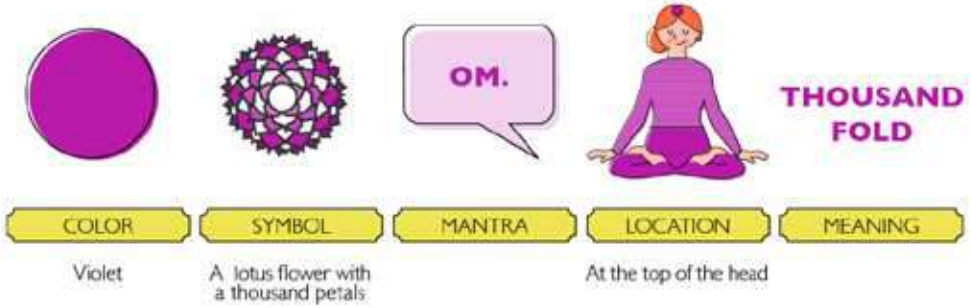 OM.
THOUSAND
FOLD
COLOR
SYMBOL
MANTRA
LOCATION
MEANING
Violet
A lotus flower with
a thousand petals
At the top of the head